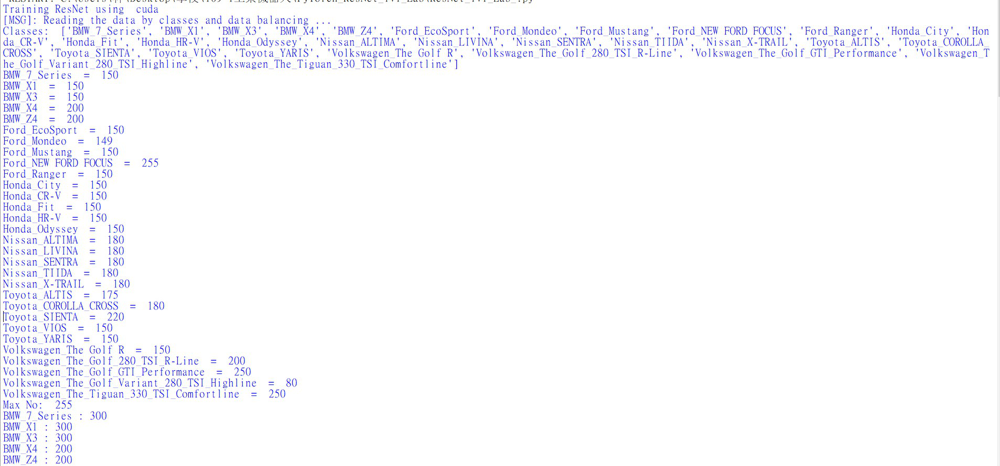 Training ResNet using  cuda
[MSG]: Reading the data by classes and data balancing ...
Classes:  ['BMW_7_Series', 'BMW_X1', 'BMW_X3', 'BMW_X4', 'BMW_Z4', 'Ford_EcoSport', 'Ford_Mondeo', 'Ford_Mustang', 'Ford_NEW FORD FOCUS', 'Ford_Ranger', 'Honda_City', 'Hon
da_CR-V', 'Honda_Fit', 'Honda_HR-V', 'Honda_Odyssey', 'Nissan_ALTIMA', 'Nissan_LIVINA', 'Nissan_SENTRA', 'Nissan_TIIDA', 'Nissan_X-TRAIL', 'Toyota_ALTIS', 'Toyota_COROLLA_
CROSS', 'Toyota_SIENTA', 'Toyota_VIOS', 'Toyota_YARIS', 'Volkswagen_The Golf R', 'Volkswagen_The_Golf_280_TSI_R-Line', 'Volkswagen_The_Golf_GTI_Performance', 'Volkswagen_T
he_Golf_Variant_280_TSI_Highline', 'Volkswagen_The_Tiguan_330_TSI_Comfortline']
BMW_7_Series  =  150
BMW_X1  =  150
BMW_X3  =  150
BMW_X4  =  200
BMW_Z4  =  200
Ford_EcoSport  =  150
Ford_Mondeo  =  149
Ford_Mustang  =  150
Ford_NEW FORD FOCUS  =  255
Ford_Ranger  =  150
Honda_City  =  150
Honda_CR-V  =  150
Honda_Fit  =  150
Honda_HR-V  =  150
Honda_Odyssey  =  150
Nissan_ALTIMA  =  180
Nissan_LIVINA  =  180
Nissan_SENTRA  =  180
Nissan_TIIDA  =  180
Nissan_X-TRAIL  =  180
Toyota_ALTIS  =  175
Toyota_COROLLA_CROSS  =  180
Toyota_SIENTA  =  220
Toyota_VIOS  =  150
Toyota_YARIS  =  150
Volkswagen_The Golf R  =  150
Volkswagen_The_Golf_280_TSI_R-Line  =  200
Volkswagen_The_Golf_GTI_Performance  =  250
Volkswagen_The_Golf_Variant_280_TSI_Highline  =  80
Volkswagen_The_Tiguan_330_TSI_Comfortline  =  250
Max No:  255
BMW_7_Series : 300
BMW_X1 : 300
BMW_X3 : 300
BMW_X4 : 200
BMW_Z4 : 200